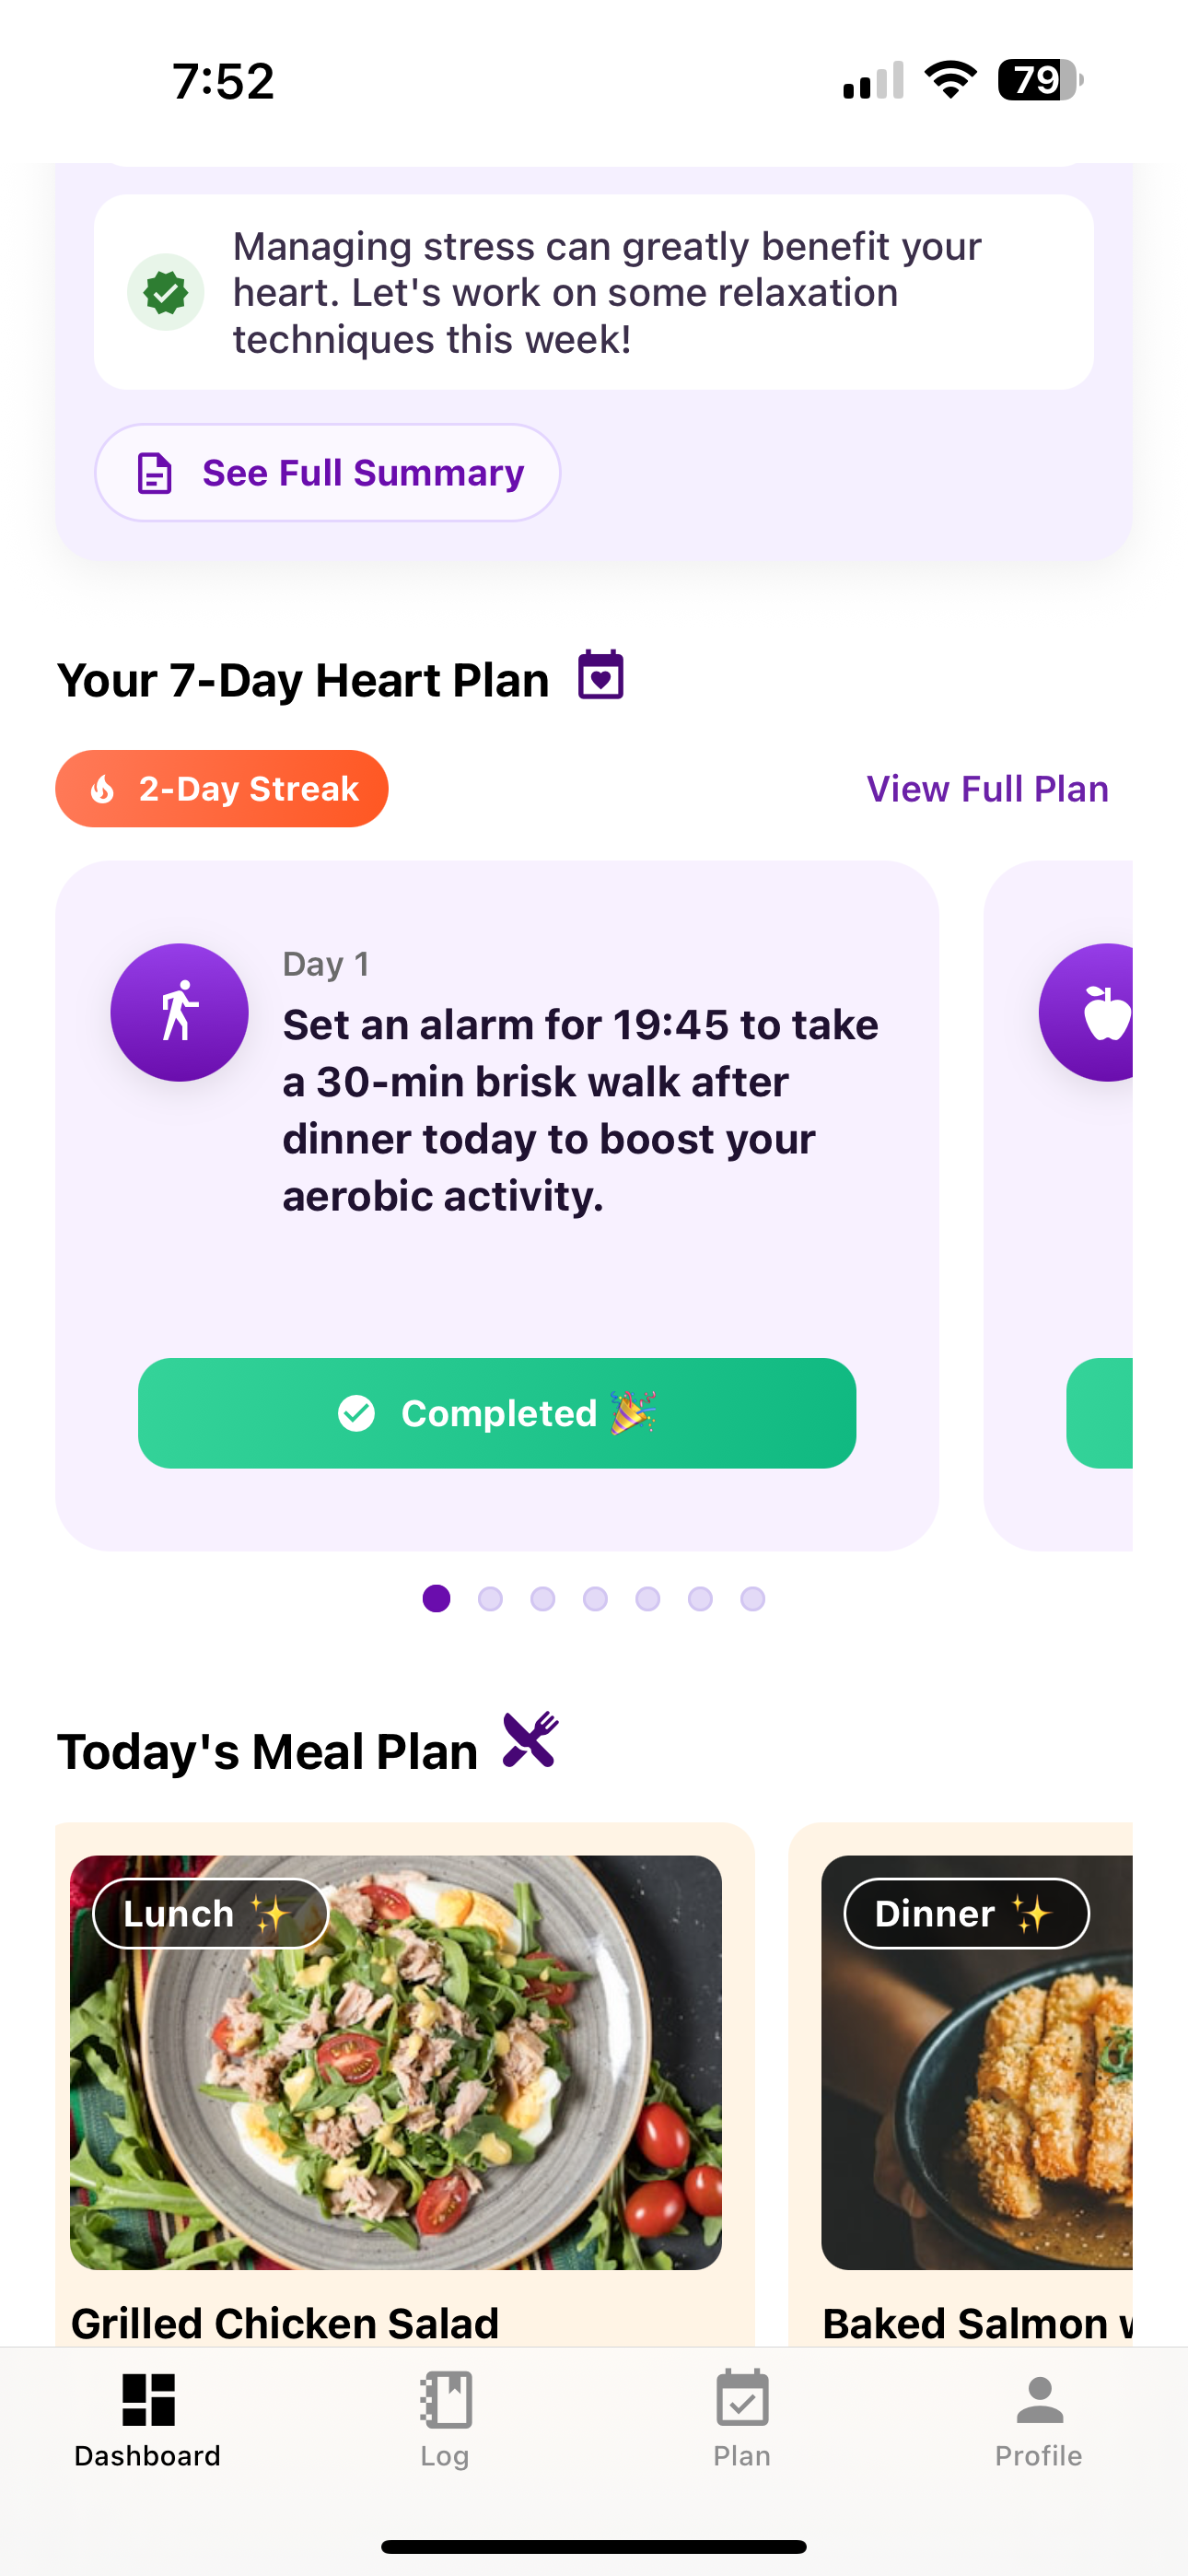 7:52
79
Managing stress can greatly benefit your
heart. Let's work on some relaxation
techniques this week!
See Full Summary
Your 7-Day Heart Plan
2-Day Streak
View Full Plan
Day 1
Set an alarm for 19:45 to take
a 30-min brisk walk after
dinner today to boost your
aerobic activity.
Completed 🎉
Today's Meal Plan
Lunch ✨
Dinner ✨
Grilled Chicken Salad
Baked Salmon
Dashboard
Log
Plan
Profile